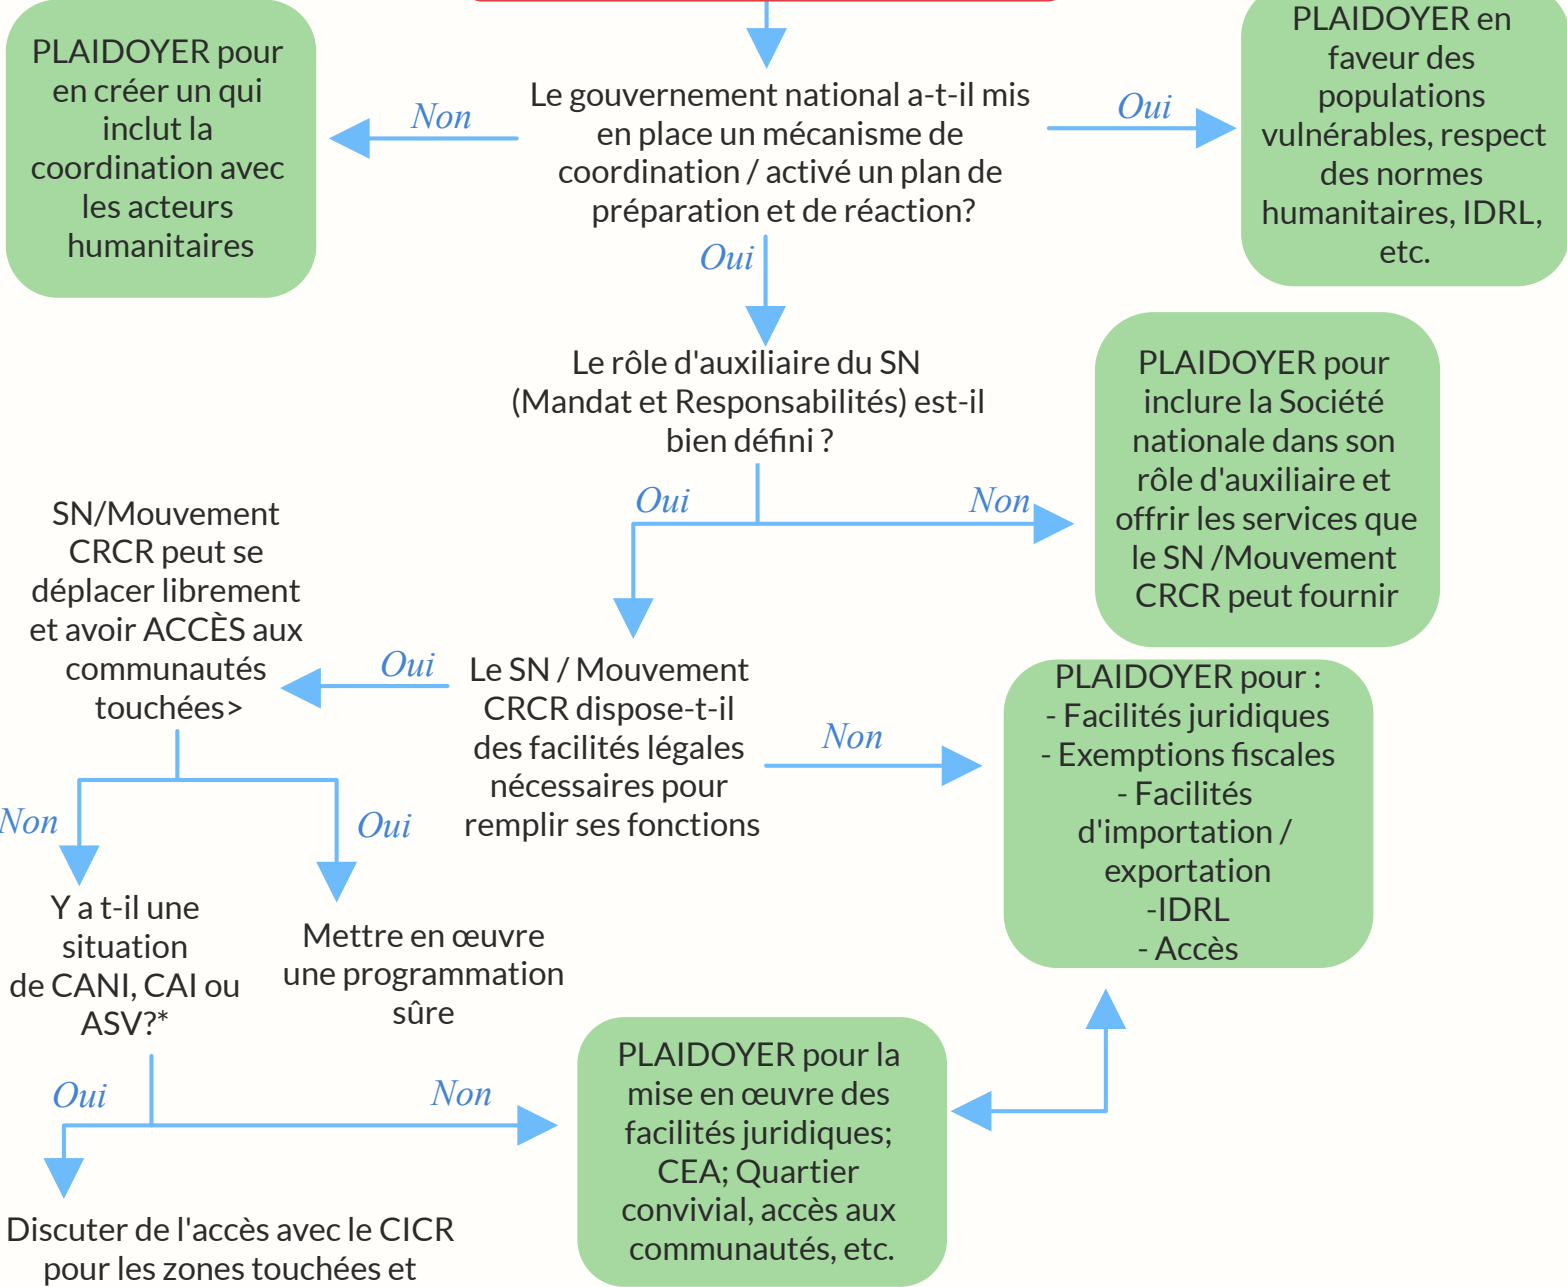 PLAIDOYER pour
en créer un qui
inclut la
coordination avec
les acteurs
humanitaires
Non
Le gouvernement national a-t-il mis
en place un mécanisme de
coordination / activé un plan de
préparation et de réaction?
Oui
PLAIDOYER en
faveur des
populations
vulnérables, respect
des normes
humanitaires, IDRL,
etc.
Oui
Le rôle d'auxiliaire du SN
(Mandat et Responsabilités) est-il
bien défini ?
Oui
Non
PLAIDOYER pour
inclure la Société
nationale dans son
rôle d'auxiliaire et
offrir les services que
le SN /Mouvement
CRCR peut fournir
SN/Mouvement
CRCR peut se
déplacer librement
et avoir ACCÈS aux
communautés
touchées>
Oui
Le SN / Mouvement
CRCR dispose-t-il
des facilités légales
nécessaires pour
remplir ses fonctions
Non
PLAIDOYER pour :
- Facilités juridiques
- Exemptions fiscales
- Facilités
d'importation /
exportation
-IDRL
- Accès
Non
Oui
Y a t-il une
situation
de CANI, CAI ou
ASV?*
Mettre en œuvre
une programmation
sûre
Oui
Non
PLAIDOYER pour la
mise en œuvre des
facilités juridiques;
CEA; Quartier
convivial, accès aux
communautés, etc.
Discuter de l'accès avec le CICR
pour les zones touchées et